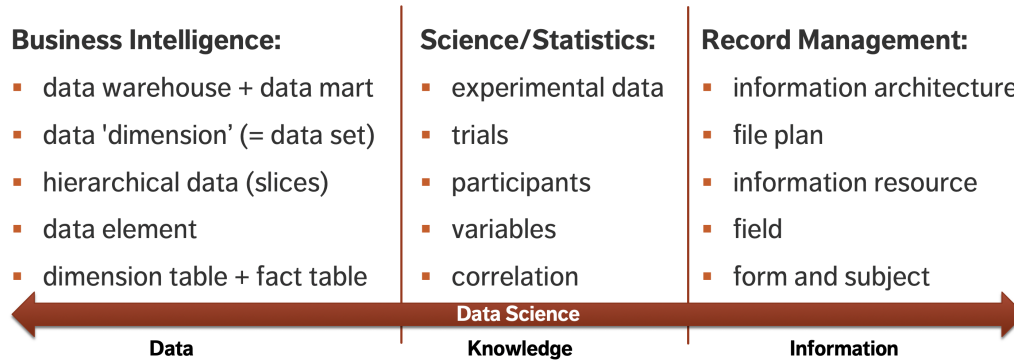 Business Intelligence:
▪ data warehouse + data mart
▪ data 'dimension’ (= data set)
▪ hierarchical data (slices)
▪ data element
▪ dimension table + fact table
Science/Statistics:
▪ experimental data
▪ trials
▪ participants
▪ variables
▪ correlation
Record Management:
▪ information architecture
▪ file plan
▪ information resource
▪ field
▪ form and subject
Data Science
Data
Knowledge
Information